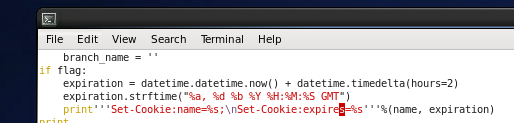 File Edit View Search Terminal Help
branch_name = ''
if flag:
expiration = datetime.datetime.now() + datetime.timedelta(hours=2)
expiration.strftime("%a, %d %b %Y %H:%M:%S GMT")
print'''Set-Cookie:name=%s;\nSet-Cookie:expires=%s'''%(name, expiration)
print